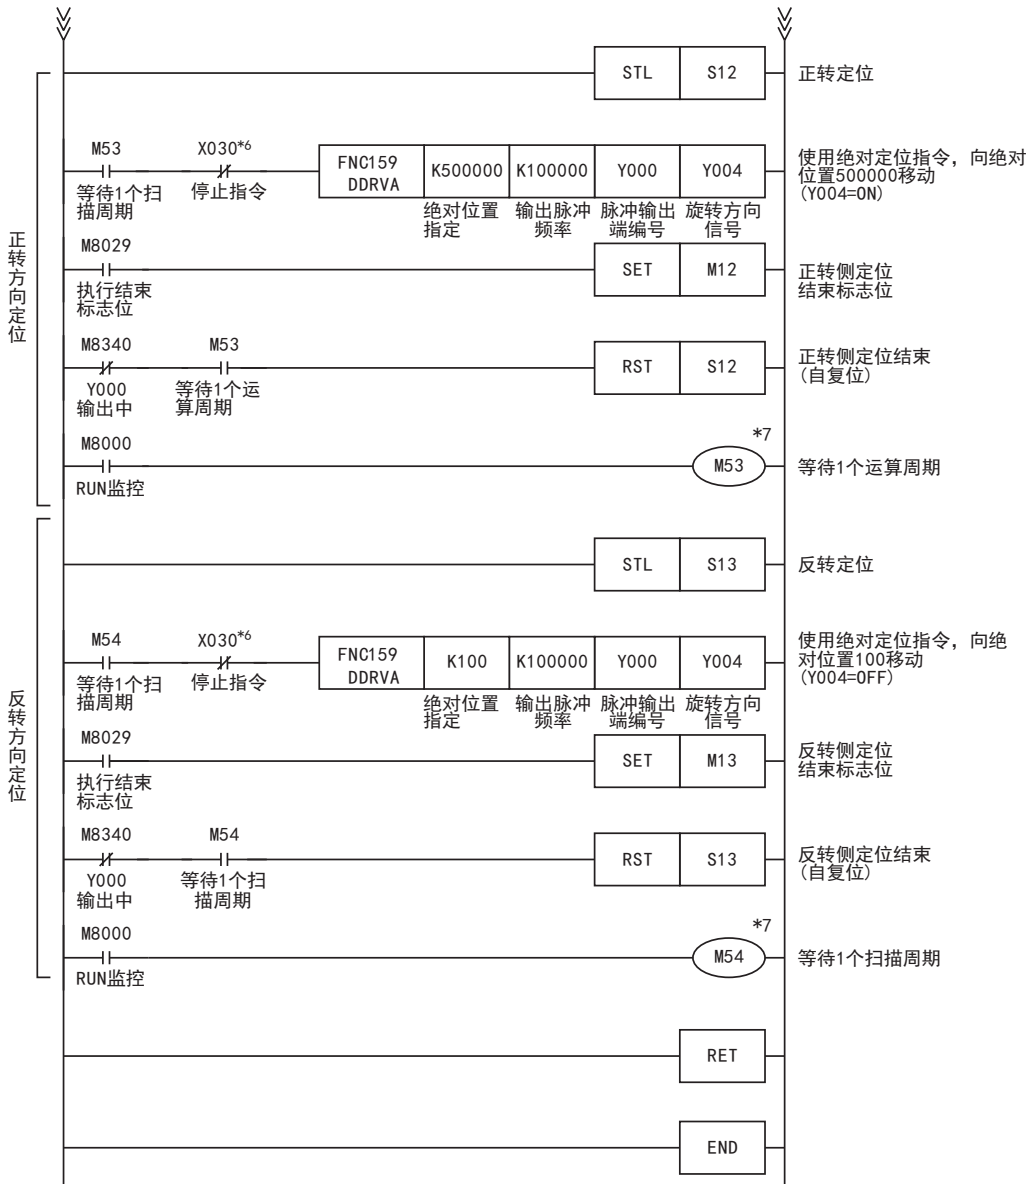 STL S12 正转定位
M53 X030*6
FNC159 DDRVA K500000 K100000 Y000 Y004
等待1个扫描周期
停止指令
绝对位置指定
输出脉冲频率
脉冲输出端编号
旋转方向信号
使用绝对定位指令，向绝对
位置500000移动
(Y004=ON)
正转方向定位
M8029
SET M12
执行结束
标志位
正转侧定位
结束标志位
M8340 M53
RST S12
Y000
输出中
等待1个运
算周期
正转侧定位结束
(自复位)
M8000
*7
M53
RUN监控
等待1个运算周期
STL S13 反转定位
M54 X030*6
FNC159 DDRVA K100 K100000 Y000 Y004
等待1个扫
描周期
停止指令
绝对位置
指定
输出脉冲
频率
脉冲输出
端编号
旋转方向
信号
使用绝对定位指令，向绝
对位置100移动
(Y004=OFF)
反转方向定位
M8029
SET M13
执行结束
标志位
反转侧定位
结束标志位
M8340 M54
RST S13
Y000
输出中
等待1个扫
描周期
反转侧定位结束
(自复位)
M8000
*7
M54
RUN监控
等待1个扫描周期
RET
END